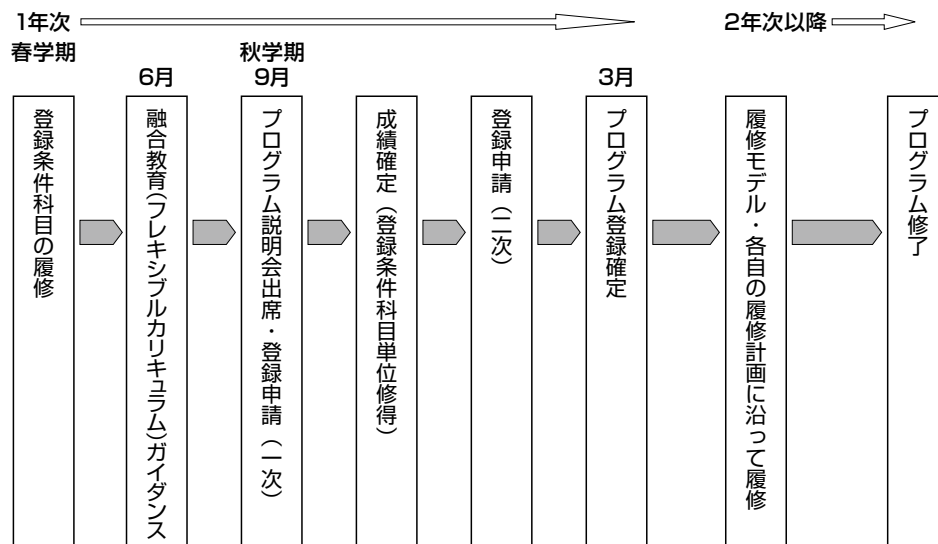 1年次
2年次以降
春学期
秋学期
6月
9月
3月
登録条件科目の履修
融合教育（フレキシブルカリキュラム）ガイダンス
プログラム説明会出席・登録申請（一次）
成績確定（登録条件科目単位修得）
登録申請（二次）
プログラム登録確定
履修モデル・各自の履修計画に沿って履修
プログラム修了